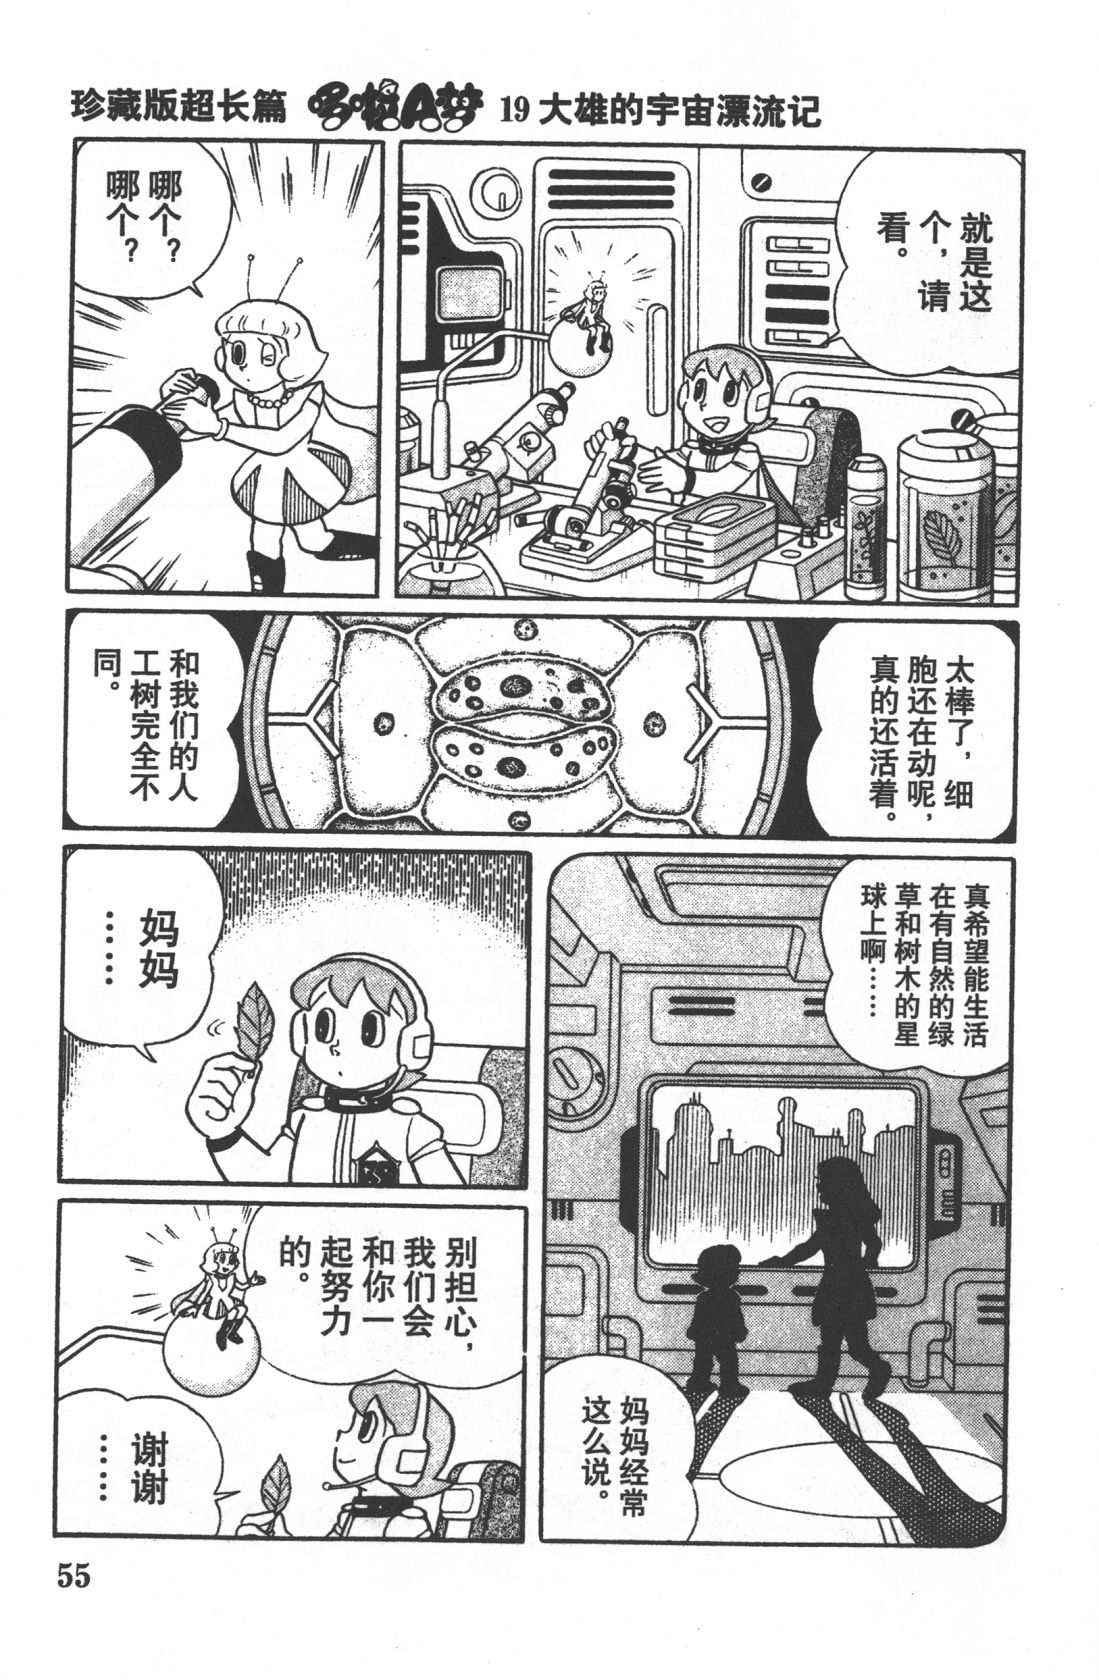 珍藏版超长篇 哆啦A梦 19 大雄的宇宙漂流记
就是这
个，请
看。
哪个？
哪个？
太棒了，细
胞还在动呢，
真的还活着。
和我们的人
工树完全不
同。
真希望能生活
在有自然的绿
草和树木的星
球上啊……
妈妈经常
这么说。
妈妈
……
别担心，
我们会
和你一
起努力
的。
谢谢
……
55